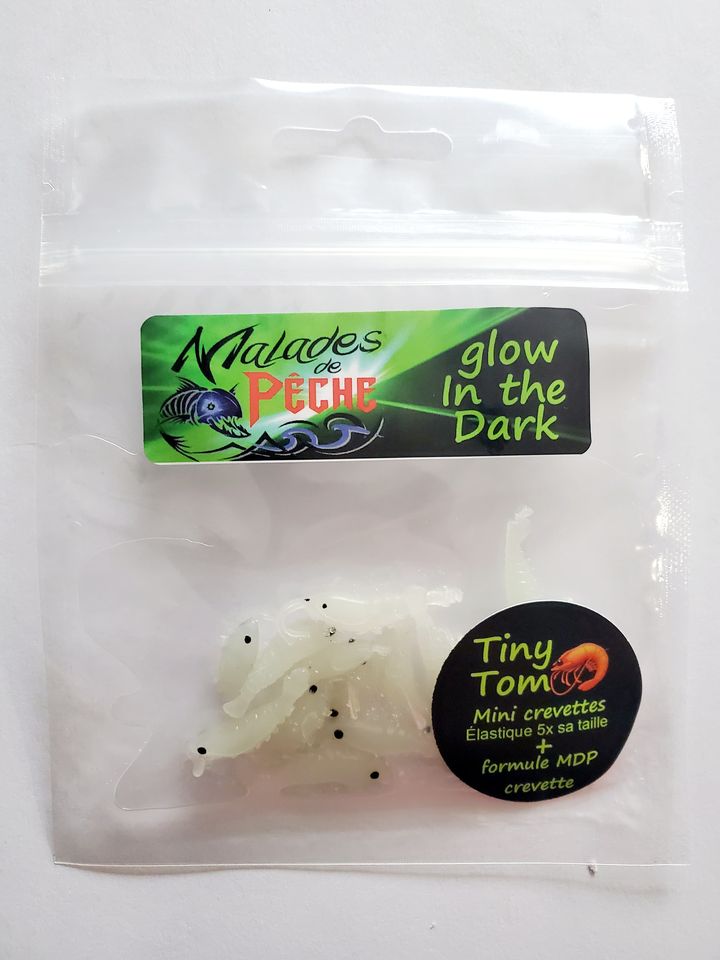 Malades
de
Pêche
glow
In the
Dark
Tiny
Tom
Mini crevettes
Élastique 5x sa taille
+
formule MDP
crevette